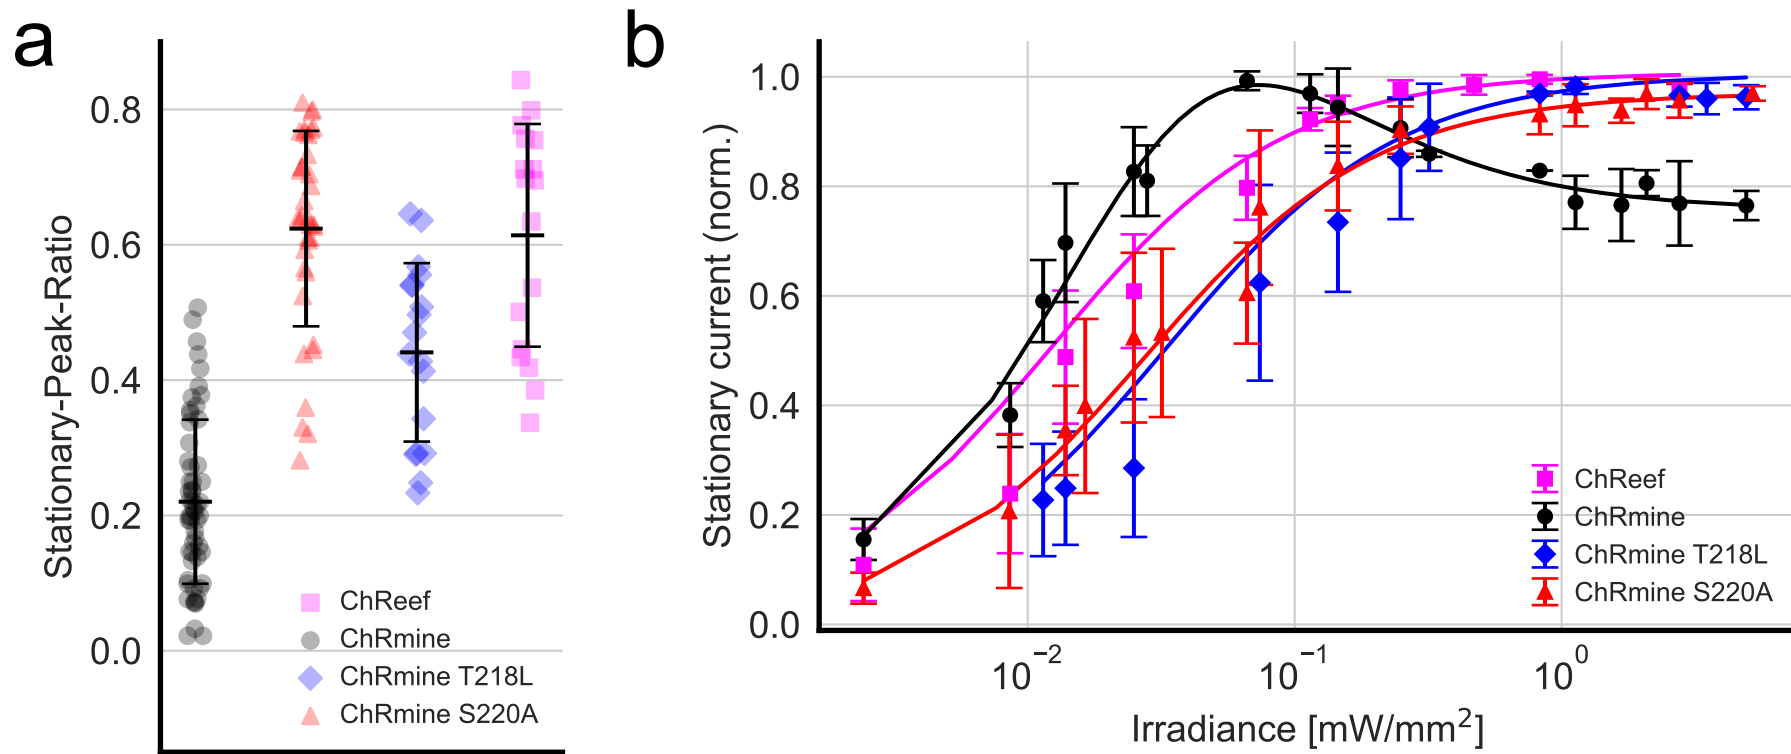 a
Stationary-Peak-Ratio
0.8
0.6
0.4
0.2
0.0
ChReef
ChRmine
ChRmine T218L
ChRmine S220A
b
Stationary current (norm.)
1.0
0.8
0.6
0.4
0.2
0.0
ChReef
ChRmine
ChRmine T218L
ChRmine S220A
10⁻² 10⁻¹ 10⁰
Irradiance [mW/mm²]